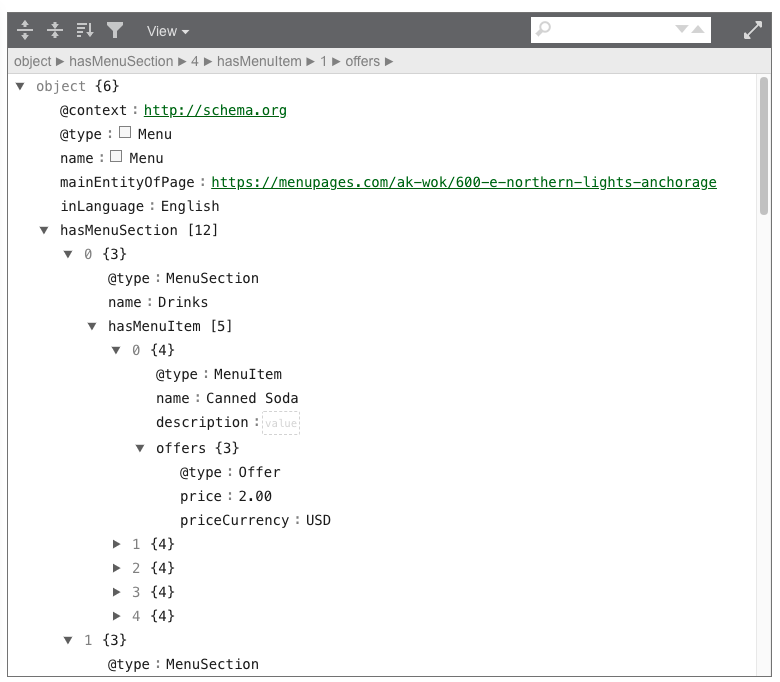 View
object ▶ hasMenuSection ▶ 4 ▶ hasMenuItem ▶ 1 ▶ offers ▶
object {6}
@context : http://schema.org
@type : Menu
name : Menu
mainEntityOfPage : https://menupages.com/ak-wok/600-e-northern-lights-anchorage
inLanguage : English
hasMenuSection [12]
0 {3}
@type : MenuSection
name : Drinks
hasMenuItem [5]
0 {4}
@type : MenuItem
name : Canned Soda
description : value
offers {3}
@type : Offer
price : 2.00
priceCurrency : USD
1 {4}
2 {4}
3 {4}
4 {4}
1 {3}
@type : MenuSection